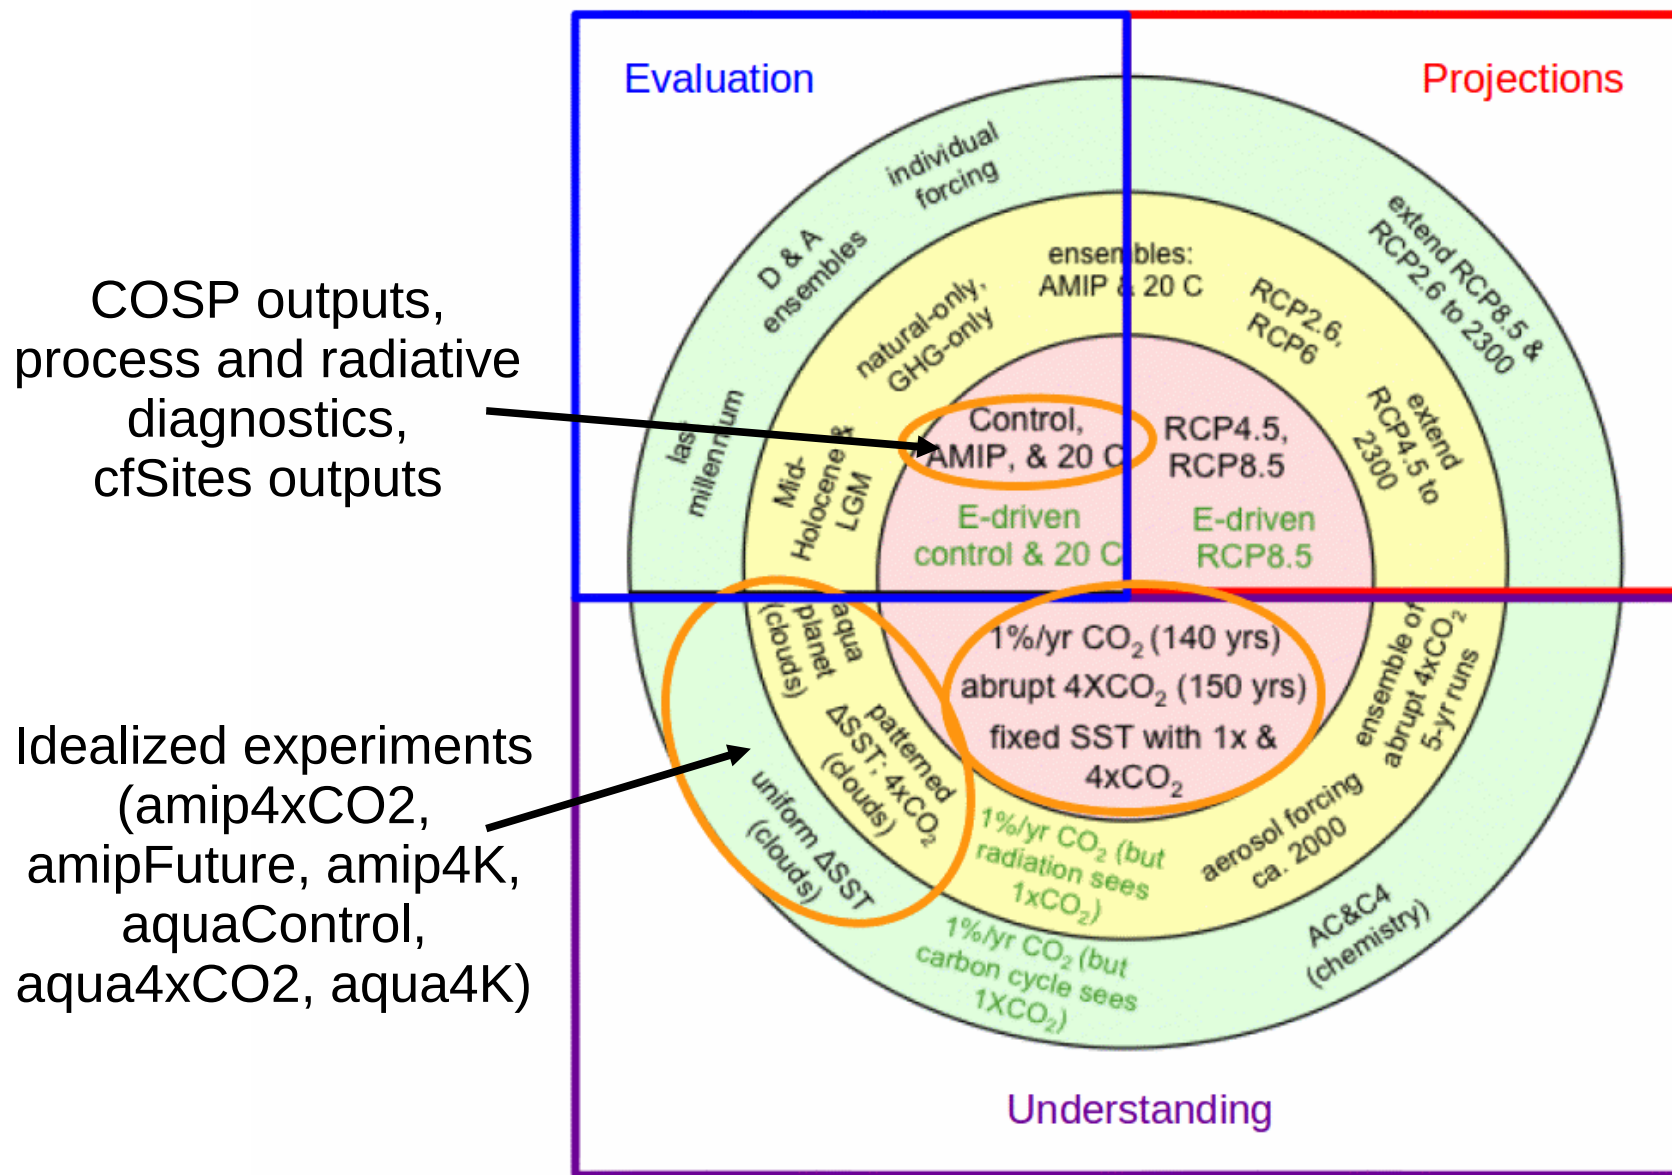 Evaluation
Projections
individual
forcing
D & A
ensembles
last
millennium
extend RCP8.5 &
RCP2.6 to 2300
ensembles:
AMIP & 20 C
natural-only,
GHG-only
Mid-
Holocene &
LGM
RCP2.6,
RCP6
extend
RCP4.5 to
2300
Control,
AMIP, & 20 C
E-driven
control & 20 C
RCP4.5,
RCP8.5
E-driven
RCP8.5
COSP outputs,
process and radiative
diagnostics,
cfSites outputs
Idealized experiments
(amip4xCO2,
amipFuture, amip4K,
aquaControl,
aqua4xCO2, aqua4K)
aqua
planet
(clouds)
patterned
ΔSST; 4xCO₂
(clouds)
uniform ΔSST
(clouds)
1%/yr CO₂ (140 yrs)
abrupt 4XCO₂ (150 yrs)
fixed SST with 1x &
4xCO₂
ensemble of
abrupt 4xCO₂
5-yr runs
aerosol forcing
ca. 2000
1%/yr CO₂ (but
radiation sees
1xCO₂)
1%/yr CO₂ (but
carbon cycle sees
1XCO₂)
AC&C4
(chemistry)
Understanding